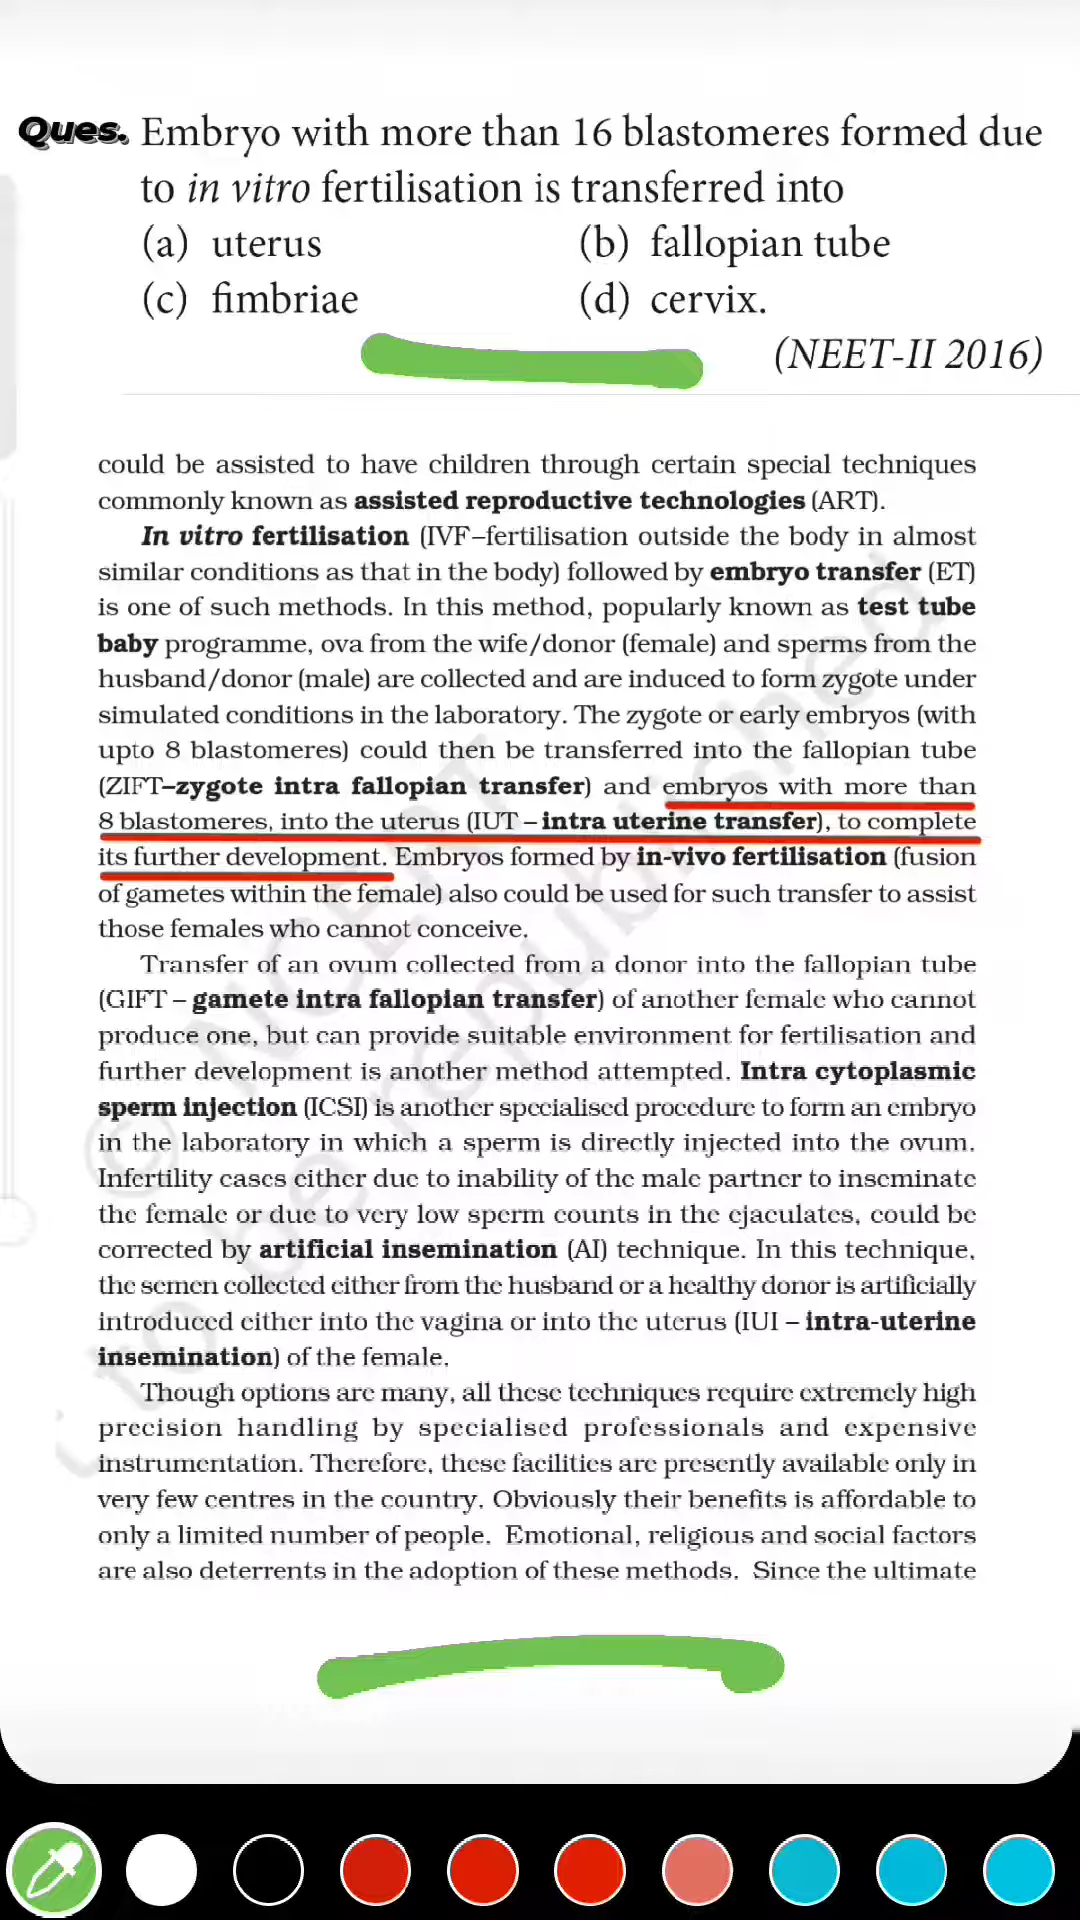 Ques. Embryo with more than 16 blastomeres formed due
to in vitro fertilisation is transferred into
(a) uterus (b) fallopian tube
(c) fimbriae (d) cervix.
(NEET-II 2016)
could be assisted to have children through certain special techniques
commonly known as assisted reproductive technologies (ART).
In vitro fertilisation (IVF–fertilisation outside the body in almost
similar conditions as that in the body) followed by embryo transfer (ET)
is one of such methods. In this method, popularly known as test tube
baby programme, ova from the wife/donor (female) and sperms from the
husband/donor (male) are collected and are induced to form zygote under
simulated conditions in the laboratory. The zygote or early embryos (with
upto 8 blastomeres) could then be transferred into the fallopian tube
(ZIFT–zygote intra fallopian transfer) and embryos with more than
8 blastomeres, into the uterus (IUT – intra uterine transfer), to complete
its further development. Embryos formed by in-vivo fertilisation (fusion
of gametes within the female) also could be used for such transfer to assist
those females who cannot conceive.
Transfer of an ovum collected from a donor into the fallopian tube
(GIFT – gamete intra fallopian transfer) of another female who cannot
produce one, but can provide suitable environment for fertilisation and
further development is another method attempted. Intra cytoplasmic
sperm injection (ICSI) is another specialised procedure to form an embryo
in the laboratory in which a sperm is directly injected into the ovum.
Infertility cases either due to inability of the male partner to inseminate
the female or due to very low sperm counts in the ejaculates, could be
corrected by artificial insemination (AI) technique. In this technique,
the semen collected either from the husband or a healthy donor is artificially
introduced either into the vagina or into the uterus (IUI – intra-uterine
insemination) of the female.
Though options are many, all these techniques require extremely high
precision handling by specialised professionals and expensive
instrumentation. Therefore, these facilities are presently available only in
very few centres in the country. Obviously their benefits is affordable to
only a limited number of people. Emotional, religious and social factors
are also deterrents in the adoption of these methods. Since the ultimate
© NCERT
to be republished